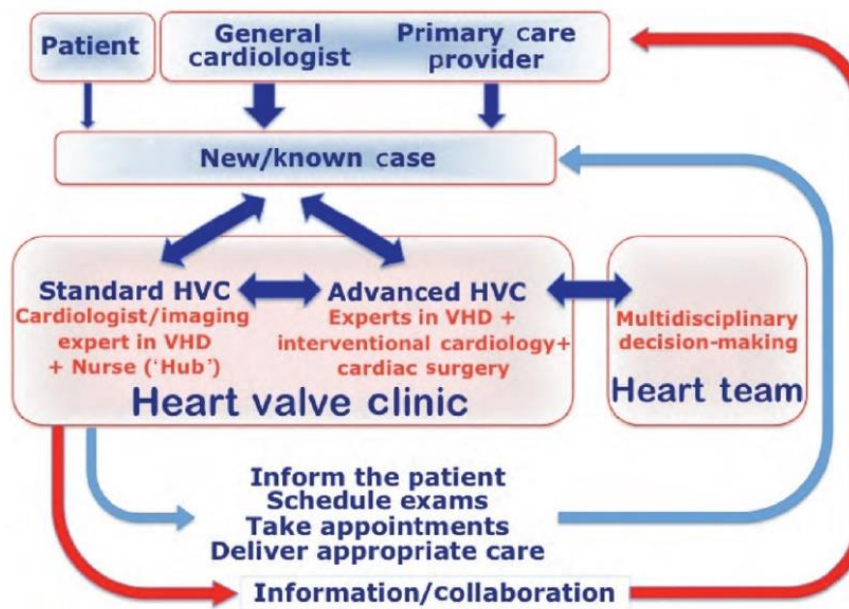 Patient
General
cardiologist
Primary care
provider
New/known case
Standard HVC
Cardiologist/imaging
expert in VHD
+ Nurse (‘Hub’)
Advanced HVC
Experts in VHD +
interventional cardiology+
cardiac surgery
Heart valve clinic
Multidisciplinary
decision-making
Heart team
Inform the patient
Schedule exams
Take appointments
Deliver appropriate care
Information/collaboration